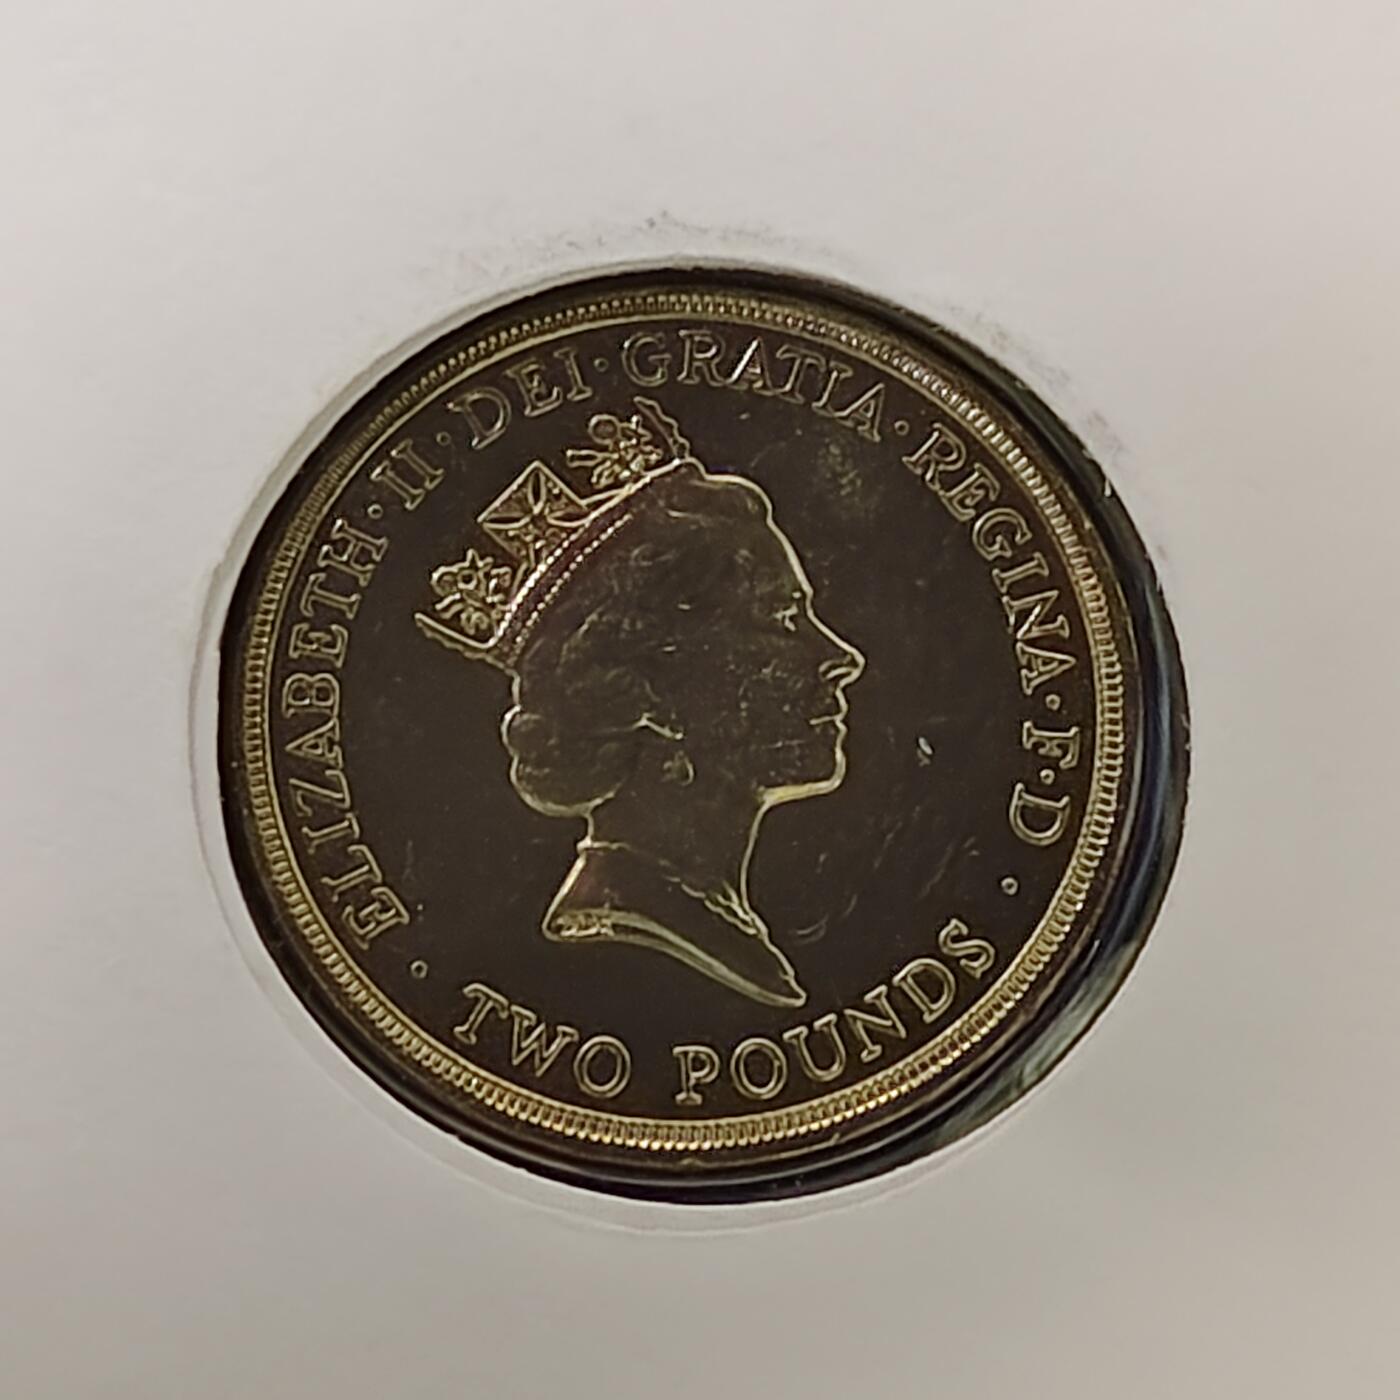 ELIZABETH·II·DEI·GRATIA·REGINA·F·D
TWO POUNDS